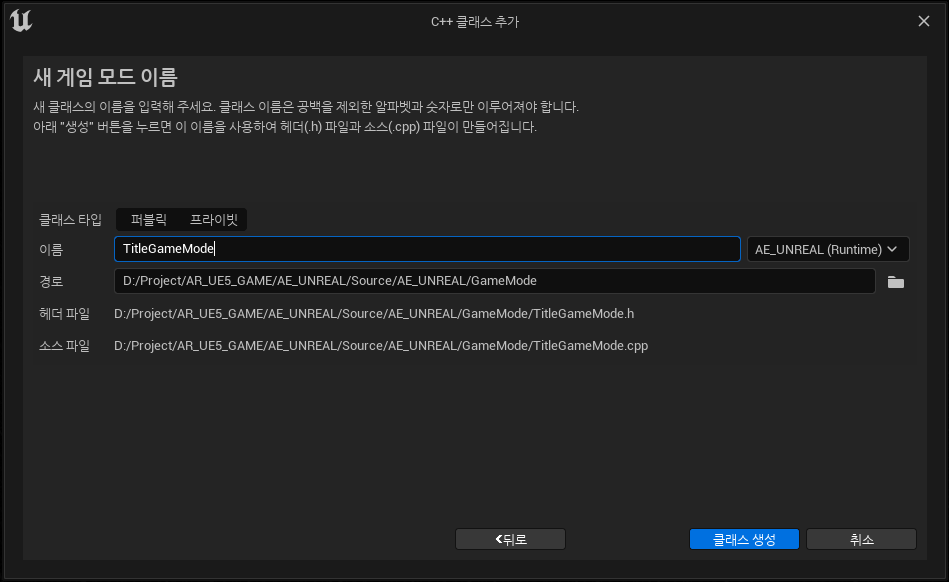 C++ 클래스 추가
새 게임 모드 이름
새 클래스의 이름을 입력해 주세요. 클래스 이름은 공백을 제외한 알파벳과 숫자로만 이루어져야 합니다.
아래 "생성" 버튼을 누르면 이 이름을 사용하여 헤더(.h) 파일과 소스(.cpp) 파일이 만들어집니다.
클래스 타입 퍼블릭 프라이빗
이름 TitleGameMode AE_UNREAL (Runtime)
경로 D:/Project/AR_UE5_GAME/AE_UNREAL/Source/AE_UNREAL/GameMode
헤더 파일 D:/Project/AR_UE5_GAME/AE_UNREAL/Source/AE_UNREAL/GameMode/TitleGameMode.h
소스 파일 D:/Project/AR_UE5_GAME/AE_UNREAL/Source/AE_UNREAL/GameMode/TitleGameMode.cpp
뒤로 클래스 생성 취소